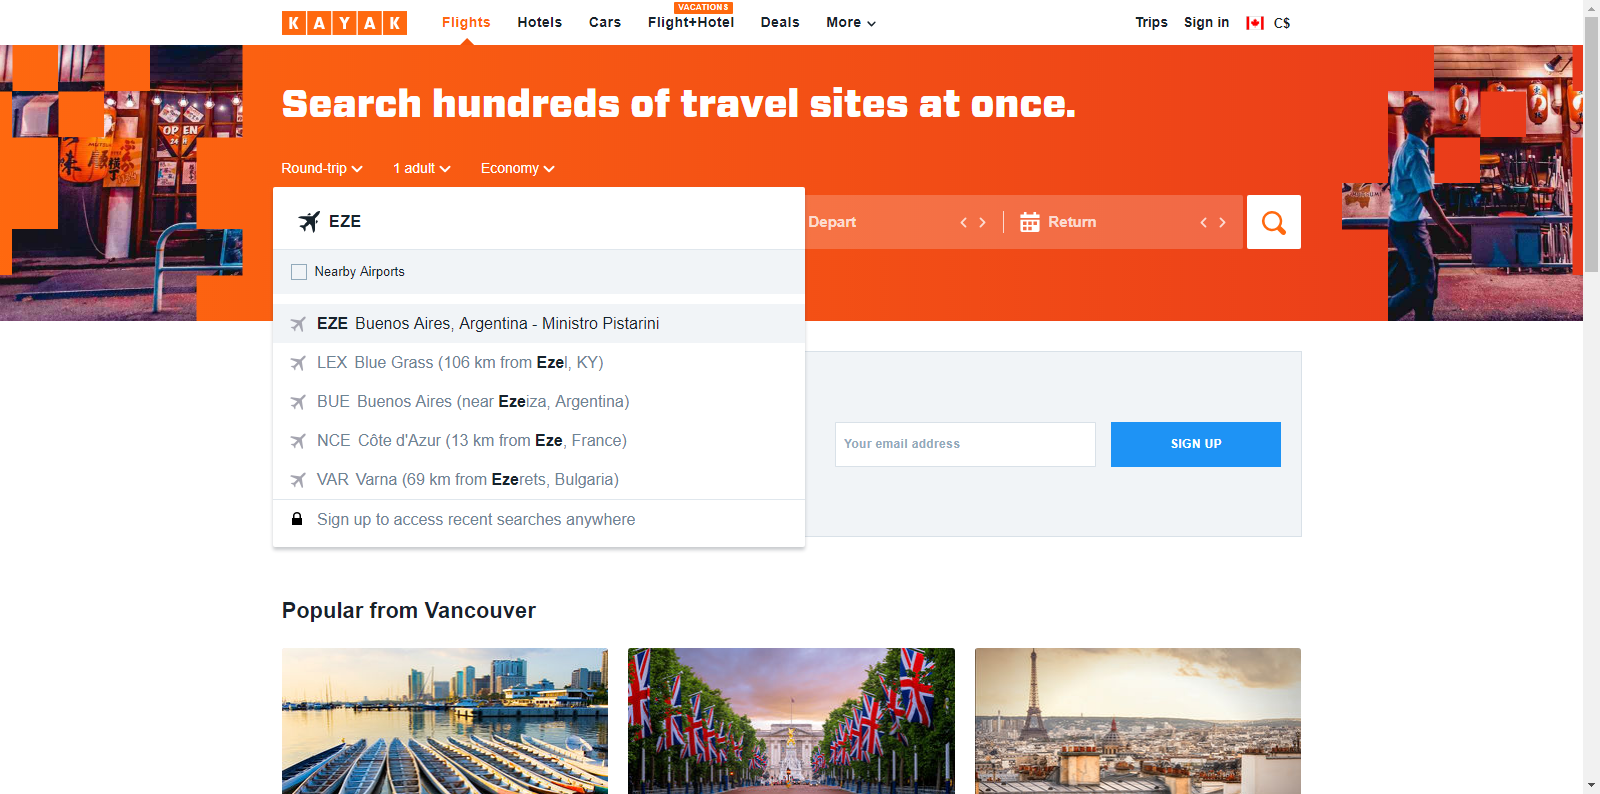 KAYAK
Flights
Hotels
Cars
VACATIONS
Flight+Hotel
Deals
More
Trips
Sign in
C$
OPEN
24H
Search hundreds of travel sites at once.
Round-trip
1 adult
Economy
EZE
Depart
Return
Nearby Airports
EZE Buenos Aires, Argentina - Ministro Pistarini
LEX Blue Grass (106 km from Ezel, KY)
BUE Buenos Aires (near Ezeiza, Argentina)
NCE Côte d'Azur (13 km from Eze, France)
VAR Varna (69 km from Ezerets, Bulgaria)
Sign up to access recent searches anywhere
Your email address
SIGN UP
Popular from Vancouver